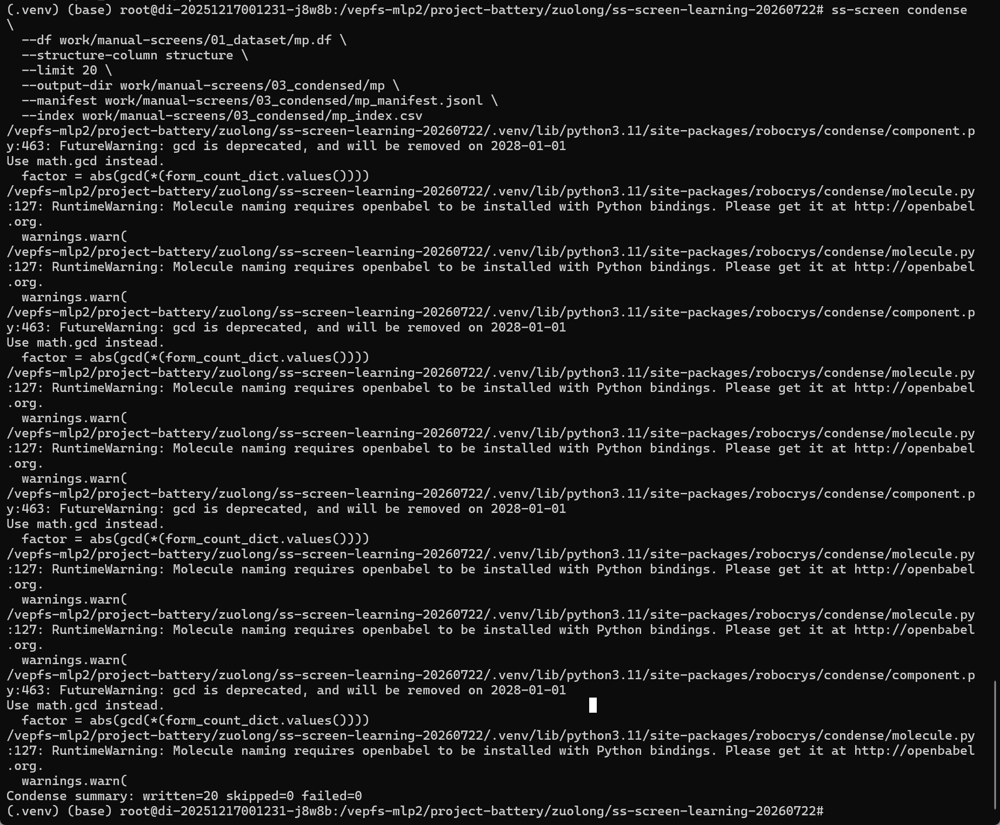 (.venv) (base) root@di-20251217001231-j8w8b:/vepfs-mlp2/project-battery/zuolong/ss-screen-learning-20260722# ss-screen condense
\
  --df work/manual-screens/01_dataset/mp.df \
  --structure-column structure \
  --limit 20 \
  --output-dir work/manual-screens/03_condensed/mp \
  --manifest work/manual-screens/03_condensed/mp_manifest.jsonl \
  --index work/manual-screens/03_condensed/mp_index.csv
/vepfs-mlp2/project-battery/zuolong/ss-screen-learning-20260722/.venv/lib/python3.11/site-packages/robocrys/condense/component.p
y:463: FutureWarning: gcd is deprecated, and will be removed on 2028-01-01
Use math.gcd instead.
  factor = abs(gcd(*(form_count_dict.values())))
/vepfs-mlp2/project-battery/zuolong/ss-screen-learning-20260722/.venv/lib/python3.11/site-packages/robocrys/condense/molecule.py
:127: RuntimeWarning: Molecule naming requires openbabel to be installed with Python bindings. Please get it at http://openbabel
.org.
  warnings.warn(
/vepfs-mlp2/project-battery/zuolong/ss-screen-learning-20260722/.venv/lib/python3.11/site-packages/robocrys/condense/molecule.py
:127: RuntimeWarning: Molecule naming requires openbabel to be installed with Python bindings. Please get it at http://openbabel
.org.
  warnings.warn(
/vepfs-mlp2/project-battery/zuolong/ss-screen-learning-20260722/.venv/lib/python3.11/site-packages/robocrys/condense/component.p
y:463: FutureWarning: gcd is deprecated, and will be removed on 2028-01-01
Use math.gcd instead.
  factor = abs(gcd(*(form_count_dict.values())))
/vepfs-mlp2/project-battery/zuolong/ss-screen-learning-20260722/.venv/lib/python3.11/site-packages/robocrys/condense/molecule.py
:127: RuntimeWarning: Molecule naming requires openbabel to be installed with Python bindings. Please get it at http://openbabel
.org.
  warnings.warn(
/vepfs-mlp2/project-battery/zuolong/ss-screen-learning-20260722/.venv/lib/python3.11/site-packages/robocrys/condense/molecule.py
:127: RuntimeWarning: Molecule naming requires openbabel to be installed with Python bindings. Please get it at http://openbabel
.org.
  warnings.warn(
/vepfs-mlp2/project-battery/zuolong/ss-screen-learning-20260722/.venv/lib/python3.11/site-packages/robocrys/condense/component.p
y:463: FutureWarning: gcd is deprecated, and will be removed on 2028-01-01
Use math.gcd instead.
  factor = abs(gcd(*(form_count_dict.values())))
/vepfs-mlp2/project-battery/zuolong/ss-screen-learning-20260722/.venv/lib/python3.11/site-packages/robocrys/condense/molecule.py
:127: RuntimeWarning: Molecule naming requires openbabel to be installed with Python bindings. Please get it at http://openbabel
.org.
  warnings.warn(
/vepfs-mlp2/project-battery/zuolong/ss-screen-learning-20260722/.venv/lib/python3.11/site-packages/robocrys/condense/molecule.py
:127: RuntimeWarning: Molecule naming requires openbabel to be installed with Python bindings. Please get it at http://openbabel
.org.
  warnings.warn(
/vepfs-mlp2/project-battery/zuolong/ss-screen-learning-20260722/.venv/lib/python3.11/site-packages/robocrys/condense/component.p
y:463: FutureWarning: gcd is deprecated, and will be removed on 2028-01-01
Use math.gcd instead.
  factor = abs(gcd(*(form_count_dict.values())))
/vepfs-mlp2/project-battery/zuolong/ss-screen-learning-20260722/.venv/lib/python3.11/site-packages/robocrys/condense/molecule.py
:127: RuntimeWarning: Molecule naming requires openbabel to be installed with Python bindings. Please get it at http://openbabel
.org.
  warnings.warn(
Condense summary: written=20 skipped=0 failed=0
(.venv) (base) root@di-20251217001231-j8w8b:/vepfs-mlp2/project-battery/zuolong/ss-screen-learning-20260722#